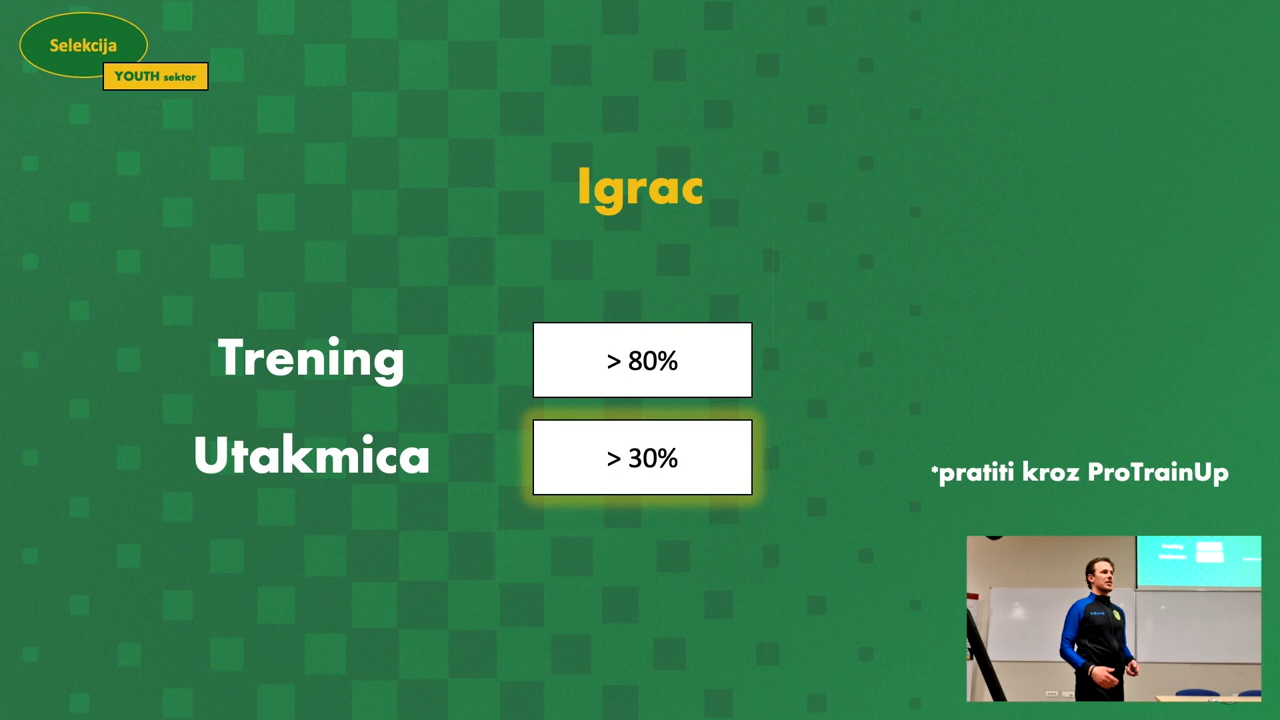 Selekcija
YOUTH sektor
Igrac
Trening
> 80%
Utakmica
> 30%
*pratiti kroz ProTrainUp